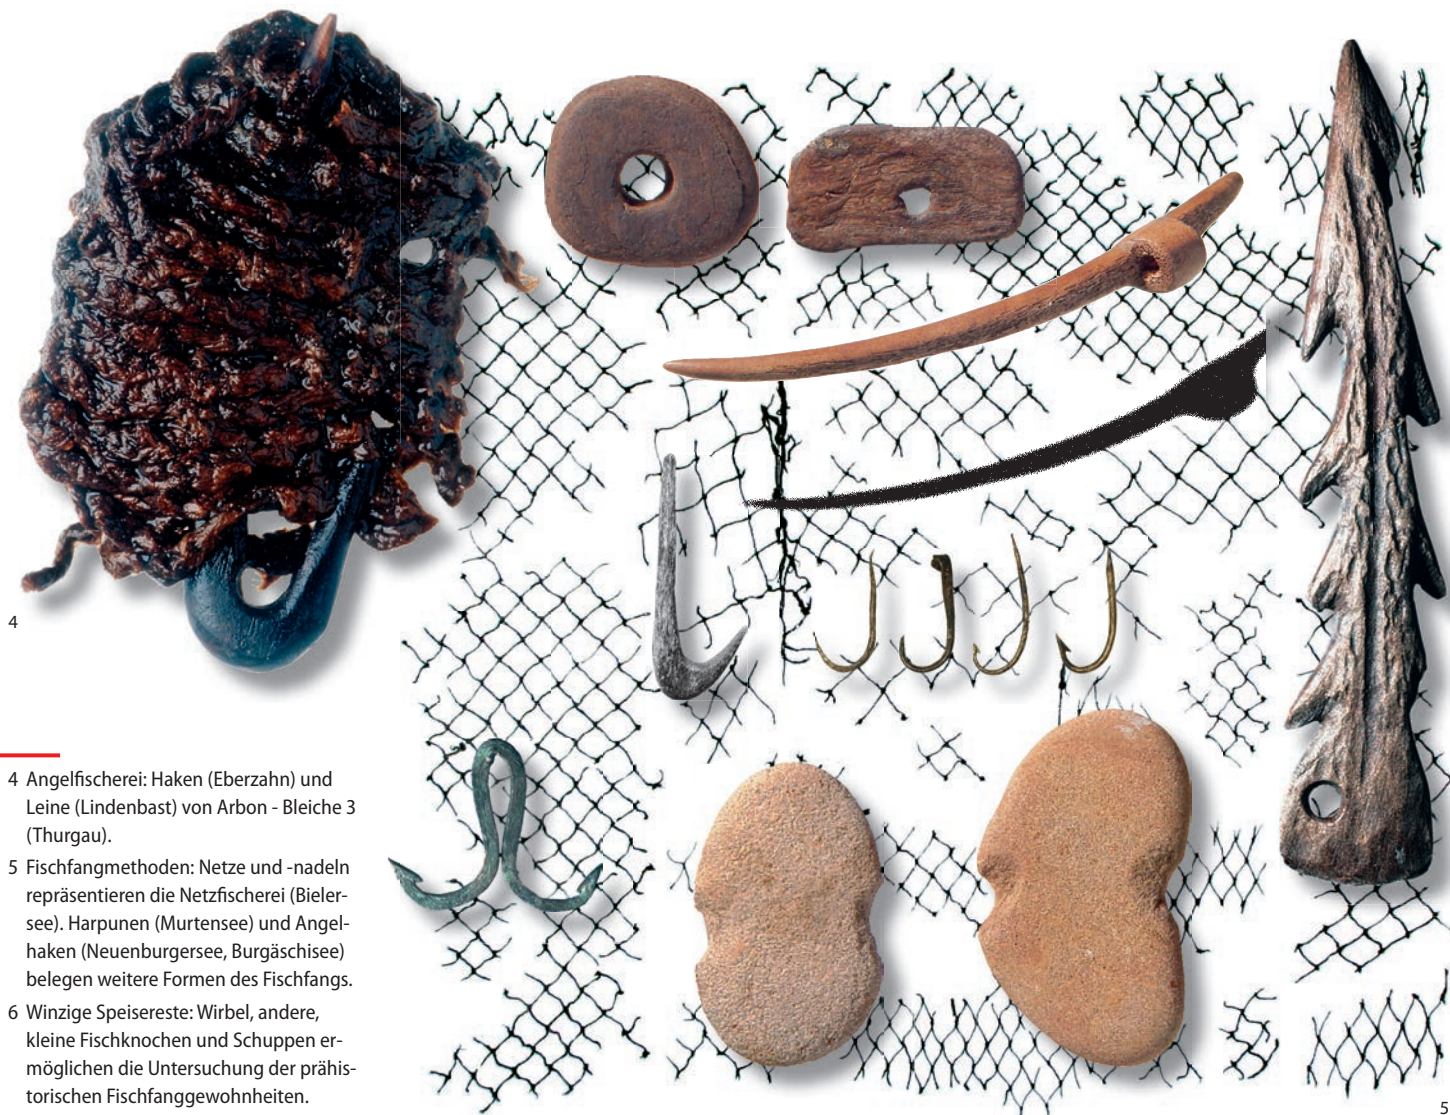 4
4 Angelfischerei: Haken (Eberzahn) und
Leine (Lindenbast) von Arbon - Bleiche 3
(Thurgau).
5 Fischfangmethoden: Netze und -nadeln
repräsentieren die Netzfischerei (Bieler-
see). Harpunen (Murtensee) und Angel-
haken (Neuenburgersee, Burgäschisee)
belegen weitere Formen des Fischfangs.
6 Winzige Speisereste: Wirbel, andere,
kleine Fischknochen und Schuppen er-
möglichen die Untersuchung der prähis-
torischen Fischfanggewohnheiten.
5